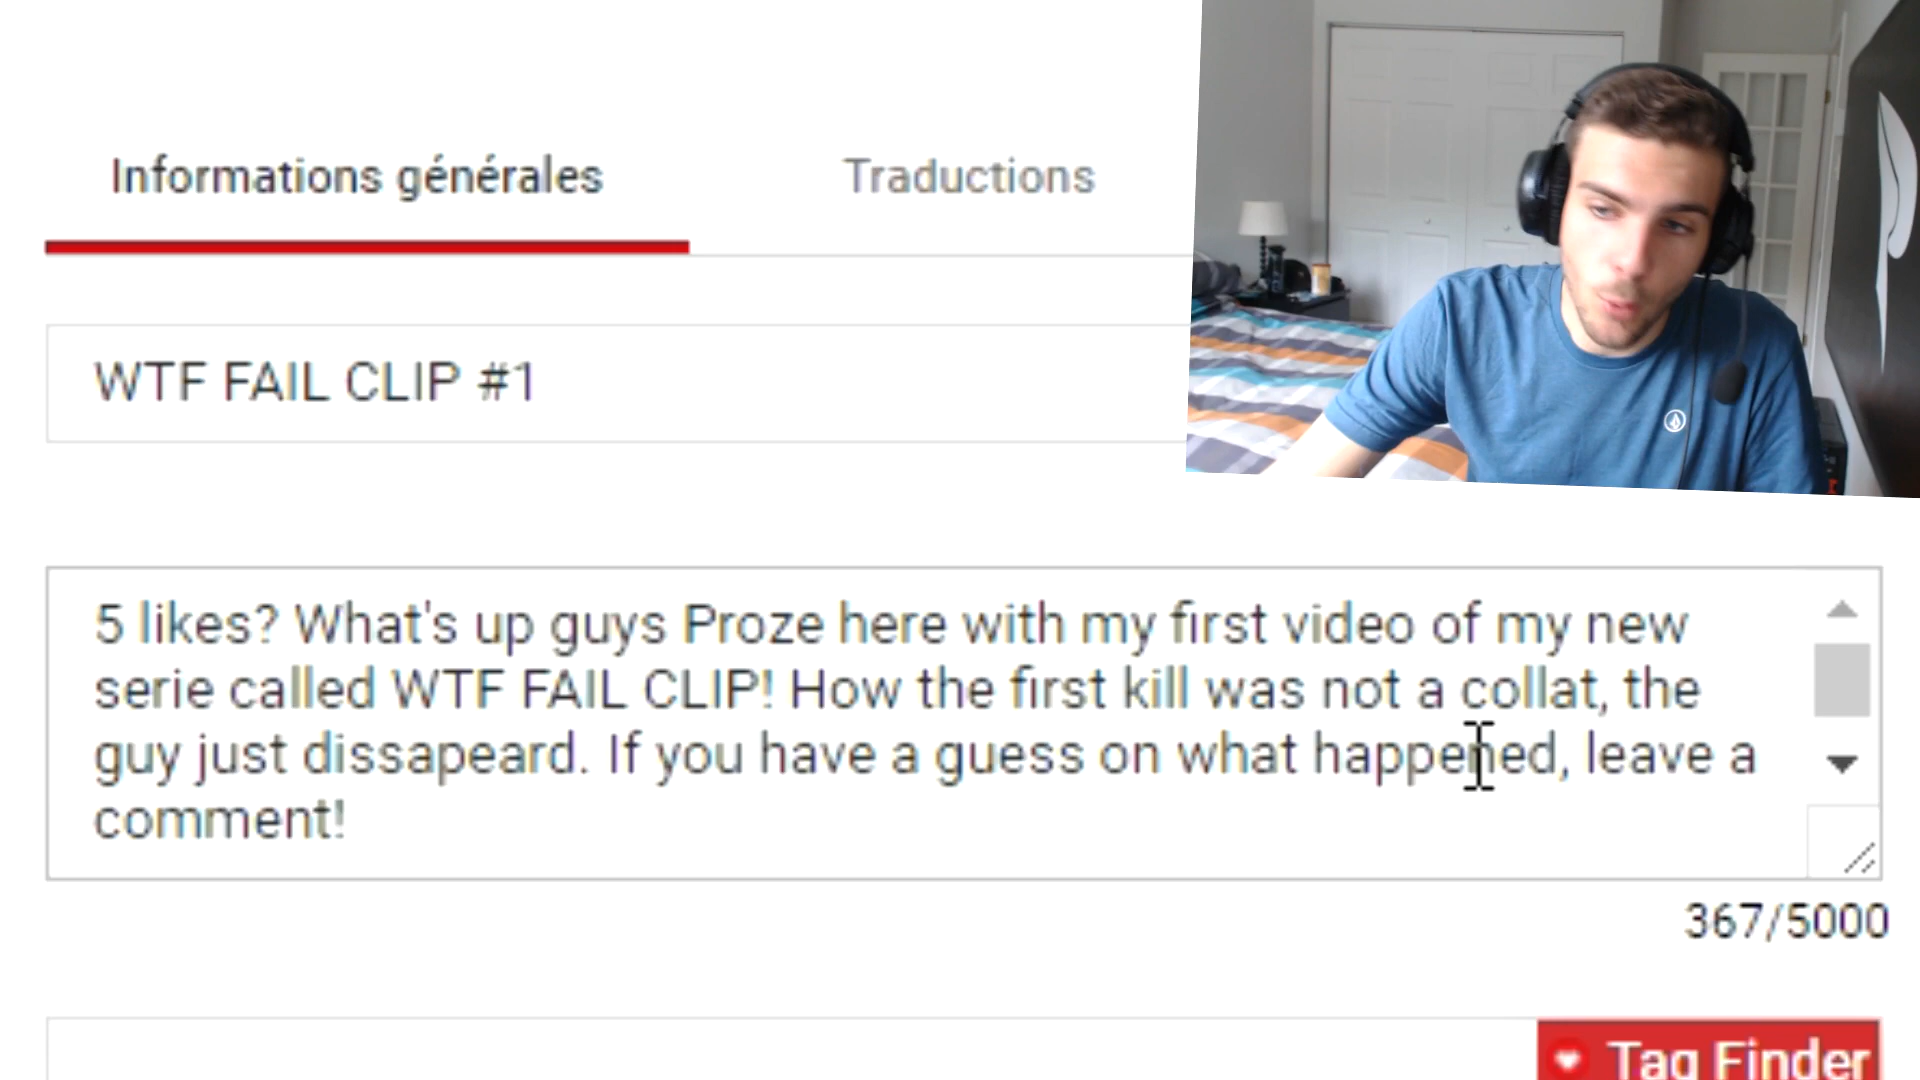 Informations générales
Traductions
WTF FAIL CLIP #1
5 likes? What's up guys Proze here with my first video of my new
serie called WTF FAIL CLIP! How the first kill was not a collat, the
guy just dissapeard. If you have a guess on what happened, leave a
comment!
367/5000
Tag Finder